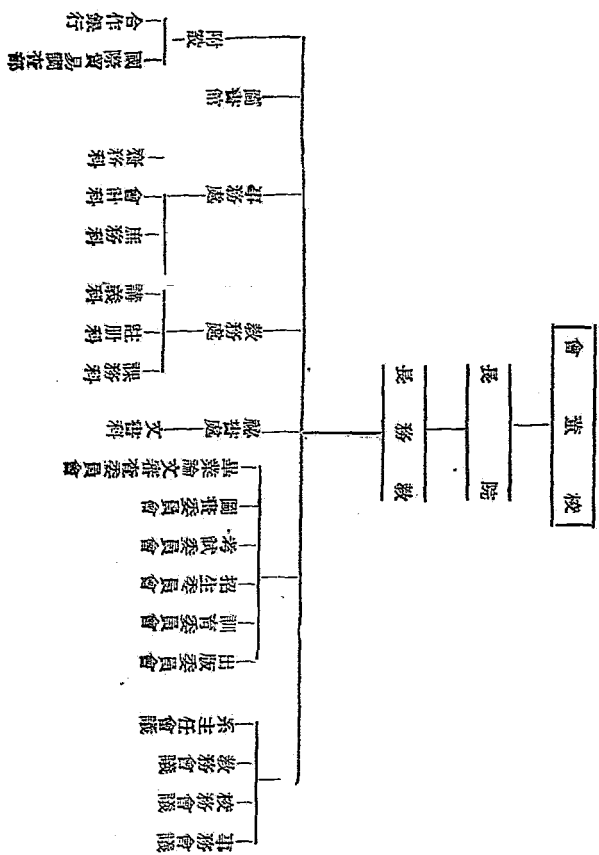 校董會
院長
教務長
事務會議
校務會議
教務會議
系主任會議
出版委員會
訓育委員會
招生委員會
考試委員會
圖書委員會
畢業論文審查委員會
秘書處
文書科
教務處
課務科
註册科
講義科
事務處
庶務科
會計科
齋務科
圖書館
附設
國際貿易調查部
合作銀行